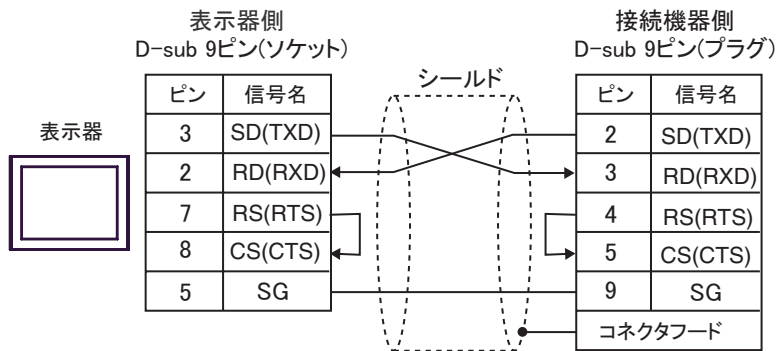 表示器側
D-sub 9ピン(ソケット)
接続機器側
D-sub 9ピン(プラグ)
シールド
表示器
ピン 信号名
3 SD(TXD)
2 RD(RXD)
7 RS(RTS)
8 CS(CTS)
5 SG
ピン 信号名
2 SD(TXD)
3 RD(RXD)
4 RS(RTS)
5 CS(CTS)
9 SG
コネクタフード